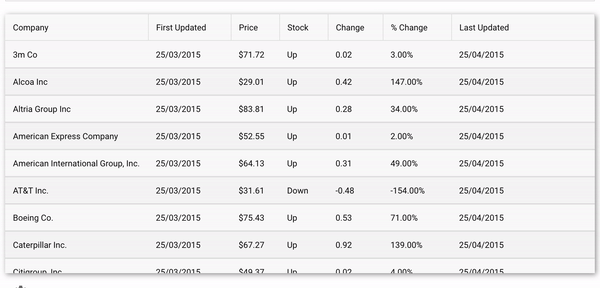 Company First Updated Price Stock Change % Change Last Updated
3m Co 25/03/2015 $71.72 Up 0.02 3.00% 25/04/2015
Alcoa Inc 25/03/2015 $29.01 Up 0.42 147.00% 25/04/2015
Altria Group Inc 25/03/2015 $83.81 Up 0.28 34.00% 25/04/2015
American Express Company 25/03/2015 $52.55 Up 0.01 2.00% 25/04/2015
American International Group, Inc. 25/03/2015 $64.13 Up 0.31 49.00% 25/04/2015
AT&T Inc. 25/03/2015 $31.61 Down -0.48 -154.00% 25/04/2015
Boeing Co. 25/03/2015 $75.43 Up 0.53 71.00% 25/04/2015
Caterpillar Inc. 25/03/2015 $67.27 Up 0.92 139.00% 25/04/2015
Citigroup, Inc. 25/03/2015 $49.37 Up 0.02 4.00% 25/04/2015